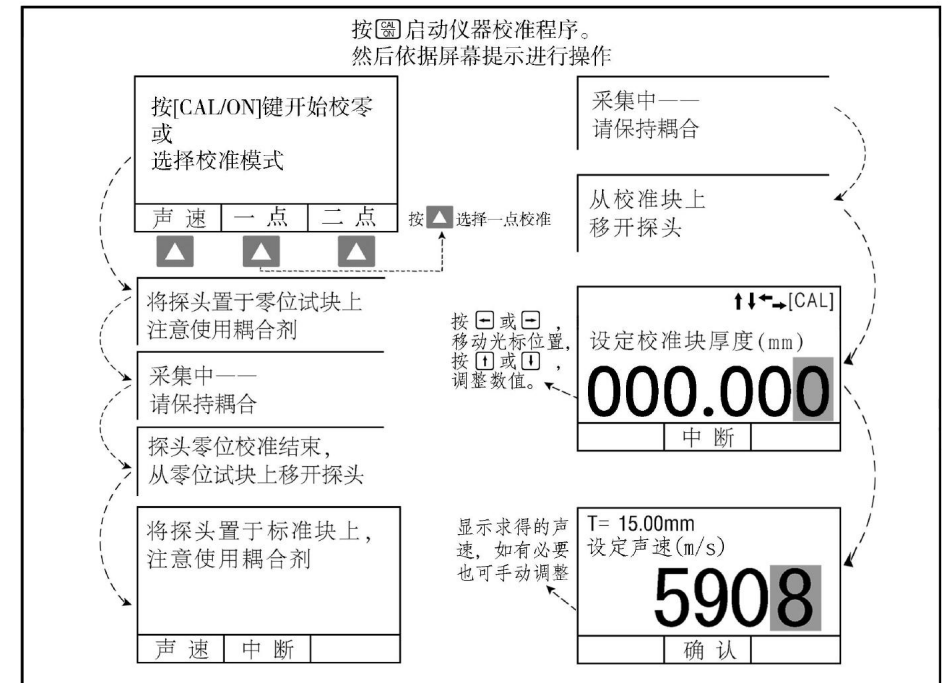 按CAL ON启动仪器校准程序。
然后依据屏幕提示进行操作
按[CAL/ON]键开始校零
或
选择校准模式
声速 一点 二点
按▲选择一点校准
将探头置于零位试块上
注意使用耦合剂
采集中——
请保持耦合
探头零位校准结束，
从零位试块上移开探头
将探头置于标准块上，
注意使用耦合剂
声速 中断
采集中——
请保持耦合
从校准块上
移开探头
按←或→，
移动光标位置，
按↑或↓，
调整数值。
↑↓←→[CAL]
设定校准块厚度(mm)
000.000
中断
显示求得的声
速，如有必要
也可手动调整
T= 15.00mm
设定声速(m/s)
5908
确认